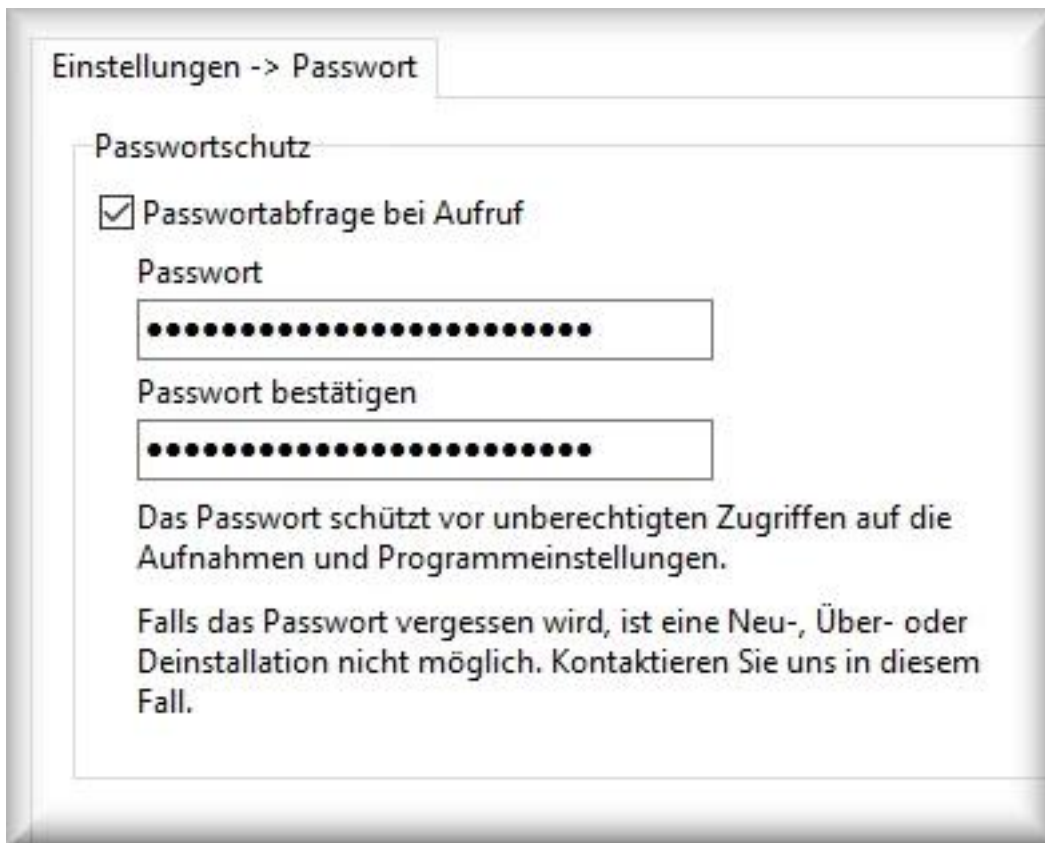 Einstellungen -> Passwort
Passwortschutz
Passwortabfrage bei Aufruf
Passwort
••••••••••••••••••••••••
Passwort bestätigen
••••••••••••••••••••••••
Das Passwort schützt vor unberechtigten Zugriffen auf die
Aufnahmen und Programmeinstellungen.
Falls das Passwort vergessen wird, ist eine Neu-, Über- oder
Deinstallation nicht möglich. Kontaktieren Sie uns in diesem
Fall.